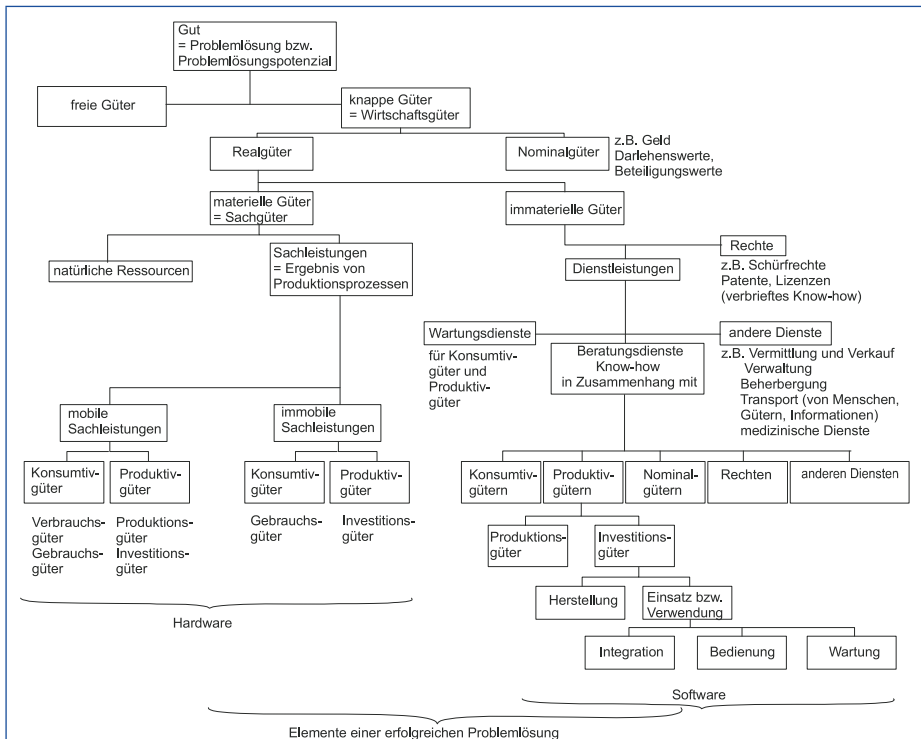 Gut
= Problemlösung bzw.
Problemlösungspotenzial
freie Güter
knappe Güter
= Wirtschaftsgüter
Realgüter
Nominalgüter
z.B. Geld
Darlehenswerte,
Beteiligungswerte
materielle Güter
= Sachgüter
immaterielle Güter
natürliche Ressourcen
Sachleistungen
= Ergebnis von
Produktionsprozessen
Dienstleistungen
Rechte
z.B. Schürfrechte
Patente, Lizenzen
(verbrieftes Know-how)
Wartungsdienste
für Konsumtiv-
güter und
Produktiv-
güter
Beratungsdienste
Know-how
in Zusammenhang mit
andere Dienste
z.B. Vermittlung und Verkauf
Verwaltung
Beherbergung
Transport (von Menschen,
Gütern, Informationen)
medizinische Dienste
mobile
Sachleistungen
immobile
Sachleistungen
Konsumtiv-
güter
Produktiv-
güter
Konsumtiv-
güter
Produktiv-
güter
Konsumtiv-
gütern
Produktiv-
gütern
Nominal-
gütern
Rechten
anderen Diensten
Verbrauchs-
güter
Gebrauchs-
güter
Produktions-
güter
Investitions-
güter
Gebrauchs-
güter
Investitions-
güter
Produktions-
güter
Investitions-
güter
Herstellung
Einsatz bzw.
Verwendung
Hardware
Integration
Bedienung
Wartung
Software
Elemente einer erfolgreichen Problemlösung